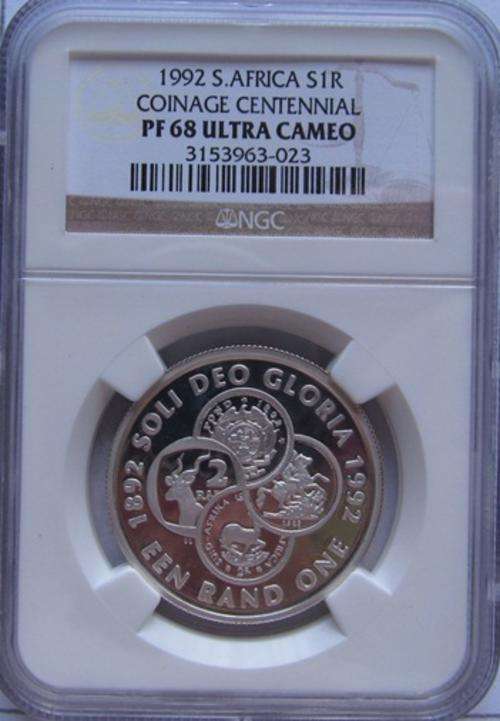 1992 S.AFRICA S1R
COINAGE CENTENNIAL
PF 68 ULTRA CAMEO
3153963-023
NGC
1892 SOLI DEO GLORIA 1992
EEN RAND ONE
2